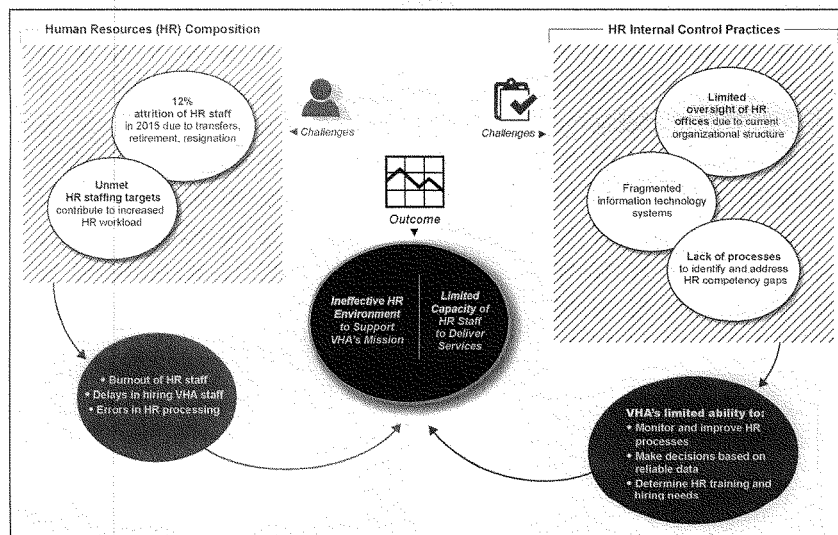 Human Resources (HR) Composition
12%
attrition of HR staff
in 2015 due to transfers,
retirement, resignation
Unmet
HR staffing targets
contribute to increased
HR workload
Challenges
Challenges
HR Internal Control Practices
Limited
oversight of HR
offices due to current
organizational structure
Fragmented
information technology
systems
Lack of processes
to identify and address
HR competency gaps
Outcome
Ineffective HR
Environment
to Support
VHA's Mission
Limited
Capacity of
HR Staff
to Deliver
Services
• Burnout of HR staff
• Delays in hiring VHA staff
• Errors in HR processing
VHA's limited ability to:
• Monitor and improve HR
processes
• Make decisions based on
reliable data
• Determine HR training and
hiring needs